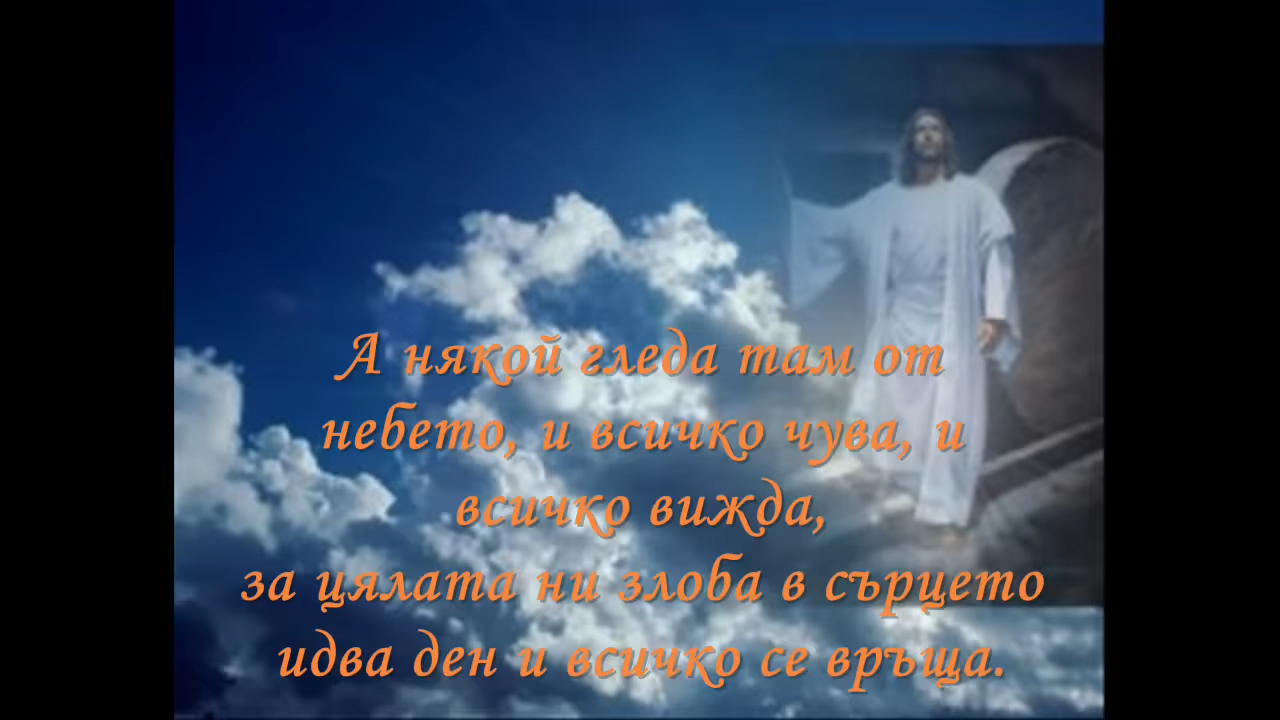 А някой гледа там от
небето, и всичко чува, и
всичко вижда,
за цялата ни злоба в сърцето
идва ден и всичко се връща.